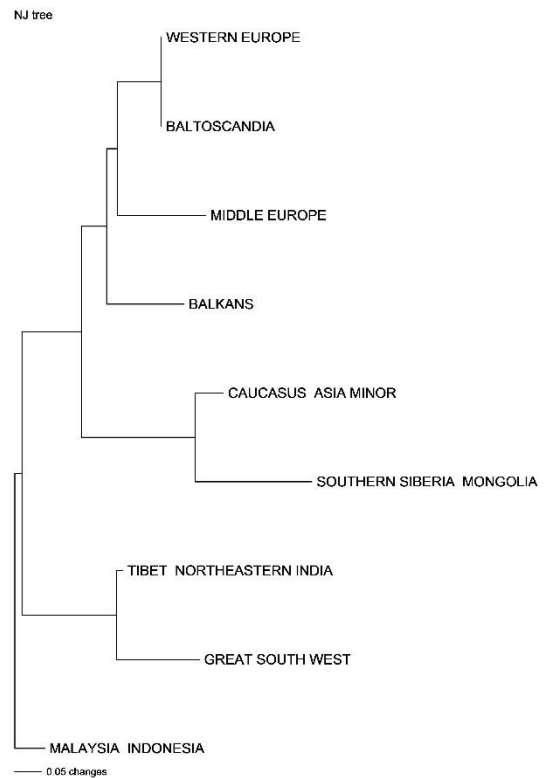 NJ tree
WESTERN EUROPE
BALTOSCANDIA
MIDDLE EUROPE
BALKANS
CAUCASUS ASIA MINOR
SOUTHERN SIBERIA MONGOLIA
TIBET NORTHEASTERN INDIA
GREAT SOUTH WEST
MALAYSIA INDONESIA
0.05 changes